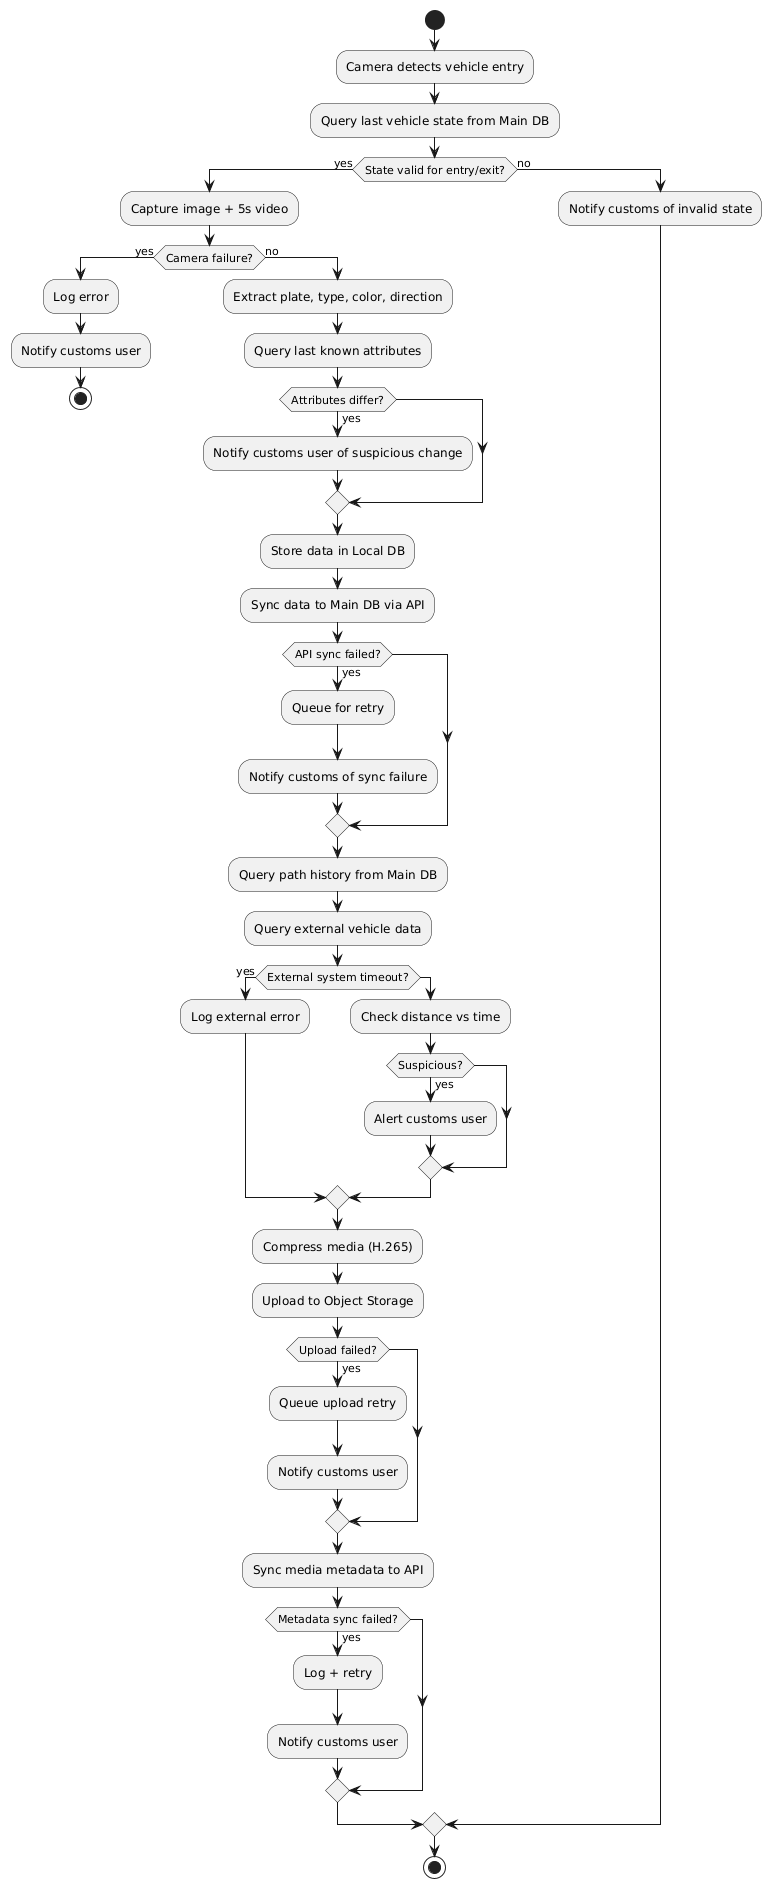 Camera detects vehicle entry
Query last vehicle state from Main DB
yes
State valid for entry/exit?
no
Capture image + 5s video
Notify customs of invalid state
yes
Camera failure?
no
Log error
Extract plate, type, color, direction
Notify customs user
Query last known attributes
Attributes differ?
yes
Notify customs user of suspicious change
Store data in Local DB
Sync data to Main DB via API
API sync failed?
yes
Queue for retry
Notify customs of sync failure
Query path history from Main DB
Query external vehicle data
yes
External system timeout?
Log external error
Check distance vs time
Suspicious?
yes
Alert customs user
Compress media (H.265)
Upload to Object Storage
Upload failed?
yes
Queue upload retry
Notify customs user
Sync media metadata to API
Metadata sync failed?
yes
Log + retry
Notify customs user